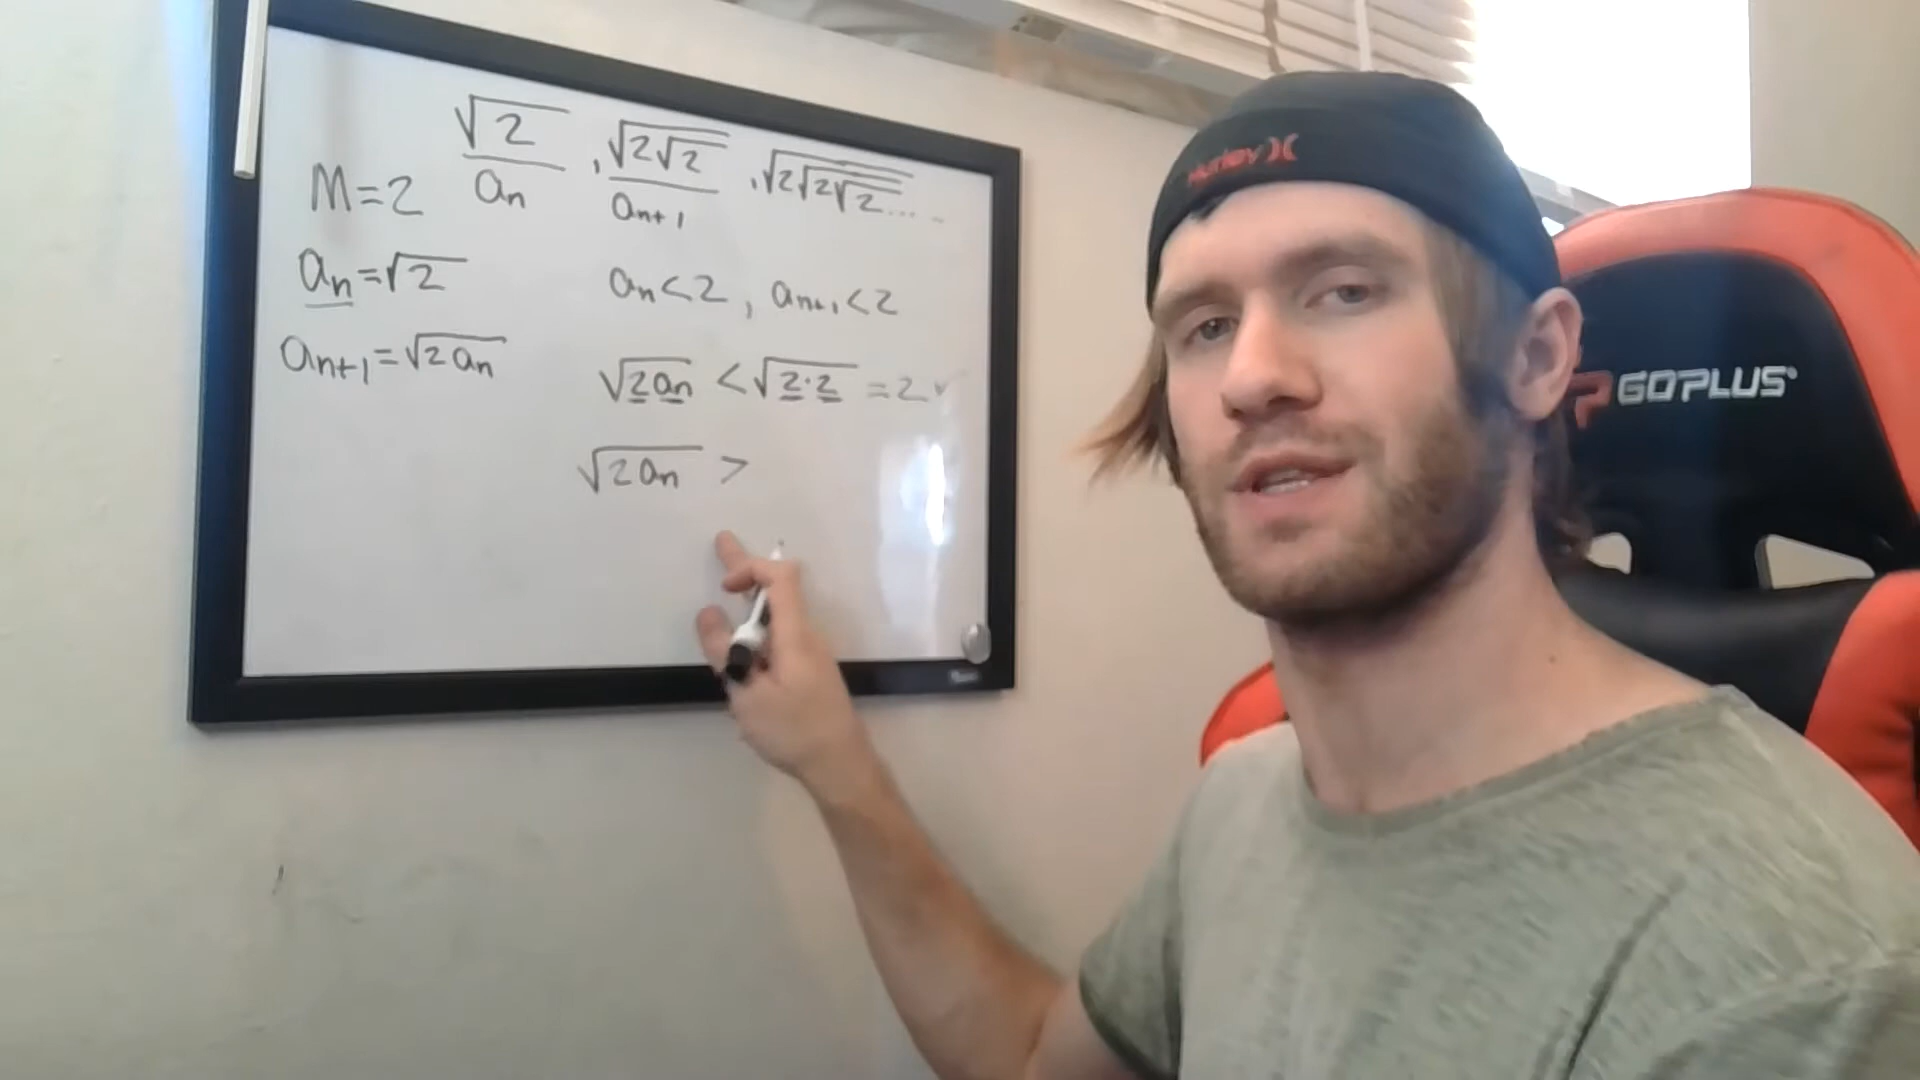 √2/aₙ , √(2√2)/aₙ₊₁ , √(2√(2√2)) ... ..
M=2
aₙ=√2
aₙ<2 , aₙ₊₁<2
aₙ₊₁=√(2aₙ)
√(2aₙ) < √(2·2) = 2 ✓
√(2aₙ) >
Hurley
GOPLUS